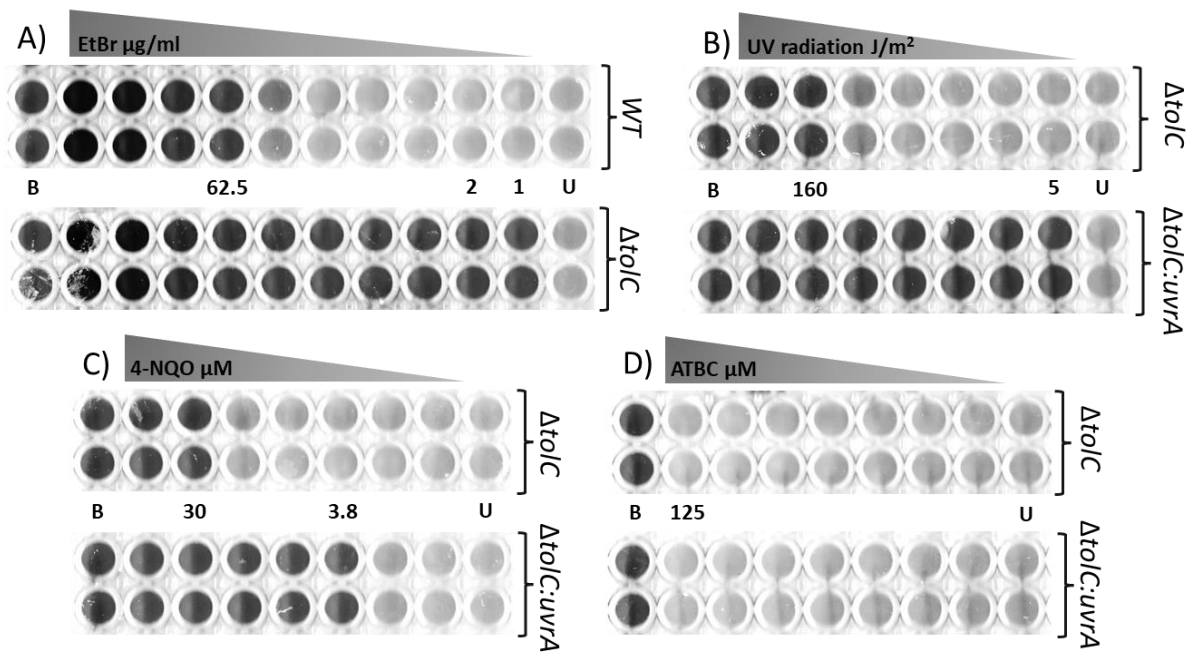 A)
EtBr µg/ml
WT
B 62.5 2 1 U
ΔtolC
B)
UV radiation J/m²
ΔtolC
B 160 5 U
ΔtolC:uvrA
C)
4-NQO µM
ΔtolC
B 30 3.8 U
ΔtolC:uvrA
D)
ATBC µM
ΔtolC
B 125 U
ΔtolC:uvrA